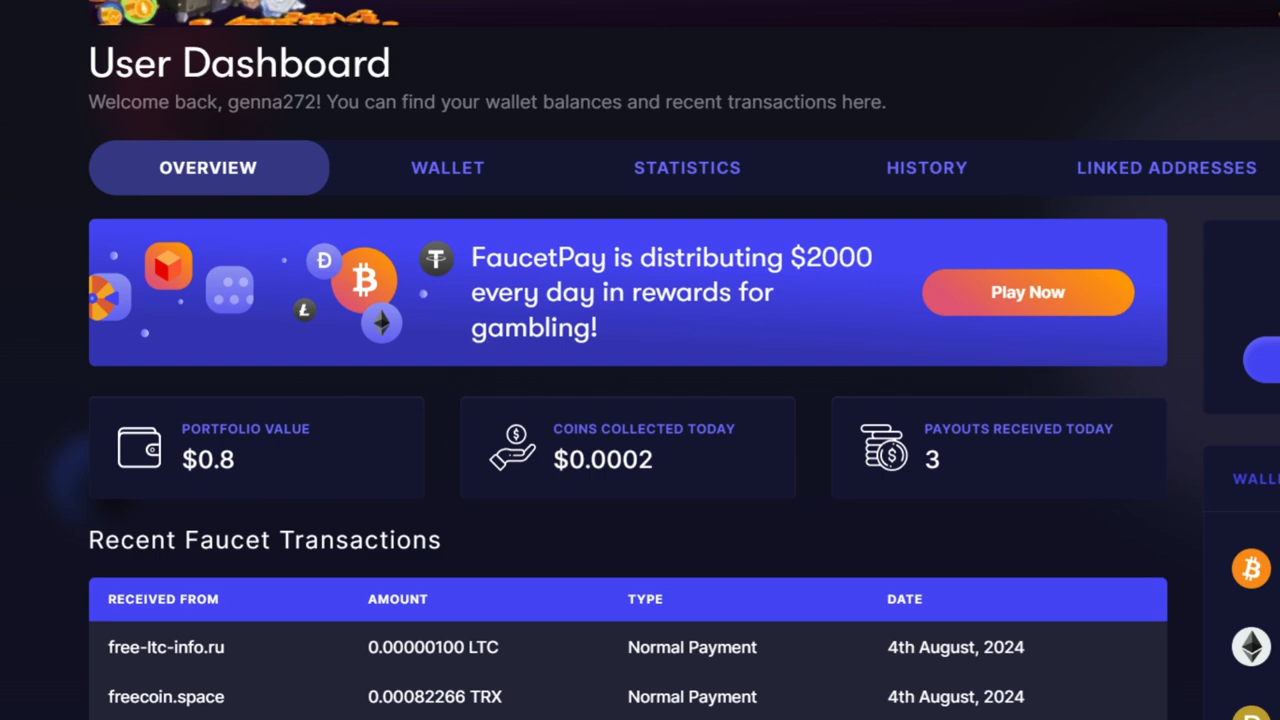 User Dashboard
Welcome back, genna272! You can find your wallet balances and recent transactions here.
OVERVIEW WALLET STATISTICS HISTORY LINKED ADDRESSES
FaucetPay is distributing $2000
every day in rewards for
gambling!
Play Now
PORTFOLIO VALUE
$0.8
COINS COLLECTED TODAY
$0.0002
PAYOUTS RECEIVED TODAY
3
WALL
Recent Faucet Transactions
RECEIVED FROM AMOUNT TYPE DATE
free-ltc-info.ru 0.00000100 LTC Normal Payment 4th August, 2024
freecoin.space 0.00082266 TRX Normal Payment 4th August, 2024